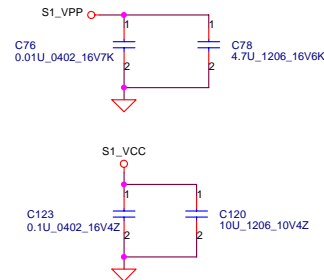 S1_VPP
1
1
C76
0.01U_0402_16V7K
C78
4.7U_1206_16V6K
2
2
S1_VCC
1
1
C123
0.1U_0402_16V4Z
C120
10U_1206_10V4Z
2
2